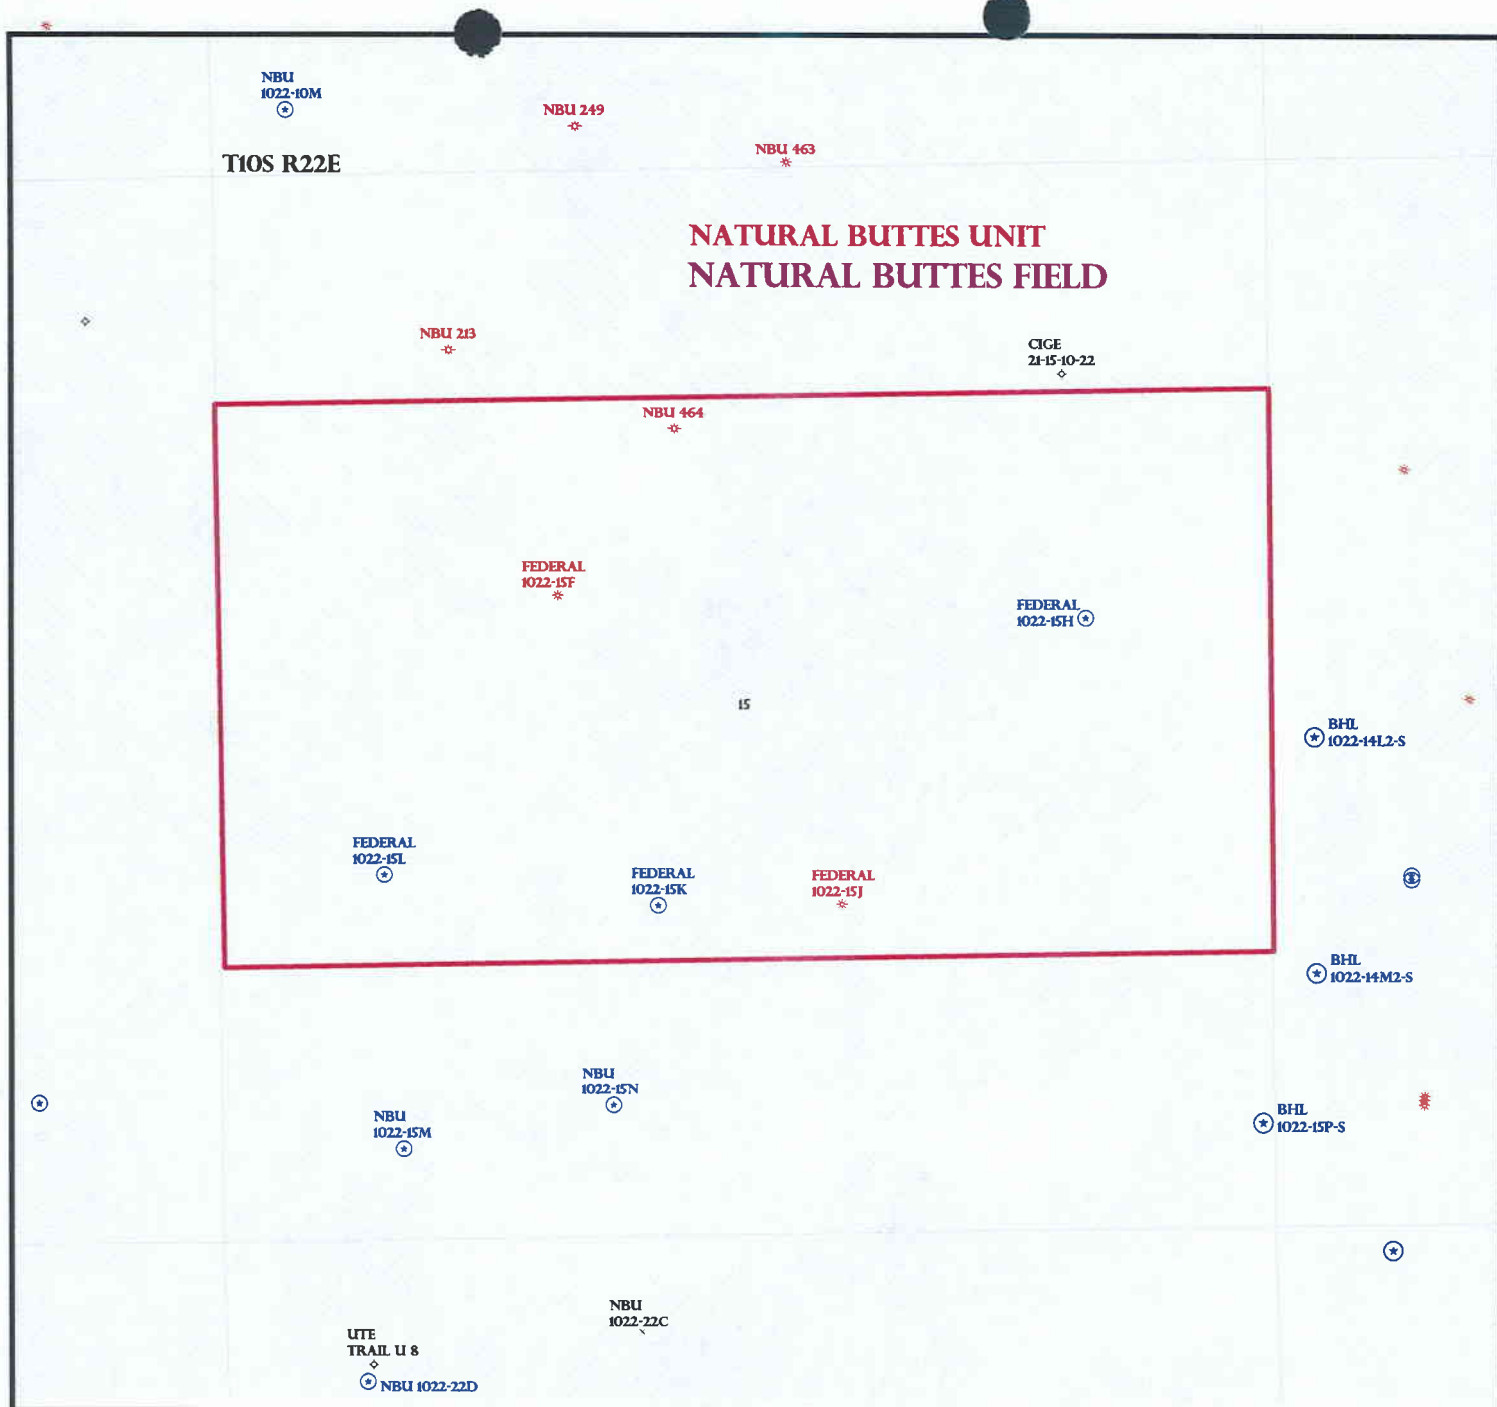 NBU
1022-10M
NBU 249
NBU 463
T10S R22E
NATURAL BUTTES UNIT
NATURAL BUTTES FIELD
NBU 213
CIGE
21-15-10-22
NBU 464
FEDERAL
1022-15F
FEDERAL
1022-15H
15
BHL
1022-14L2-S
FEDERAL
1022-15L
FEDERAL
1022-15K
FEDERAL
1022-15J
BHL
1022-14M2-S
NBU
1022-15N
NBU
1022-15M
BHL
1022-15P-S
NBU
1022-22C
UTE
TRAIL U 8
NBU 1022-22D